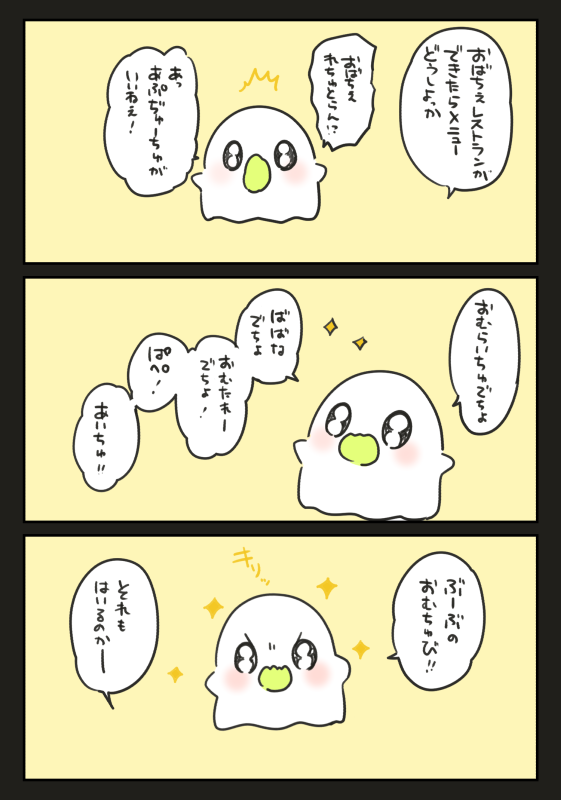 おばちぇレストランが
できたらメニュー
どうしよっか
おばちぇ
れちゅとらん!?
あっ
あぷぢゅーちゅが
いいねぇ!
おむらいちゅでちょ
ばばな
でちょ
おむたれー
でちょ!
ぱペ!
あいちゅ!!
ぶーぶの
おむちゅび!!
キリッ
それも
はいるのかー